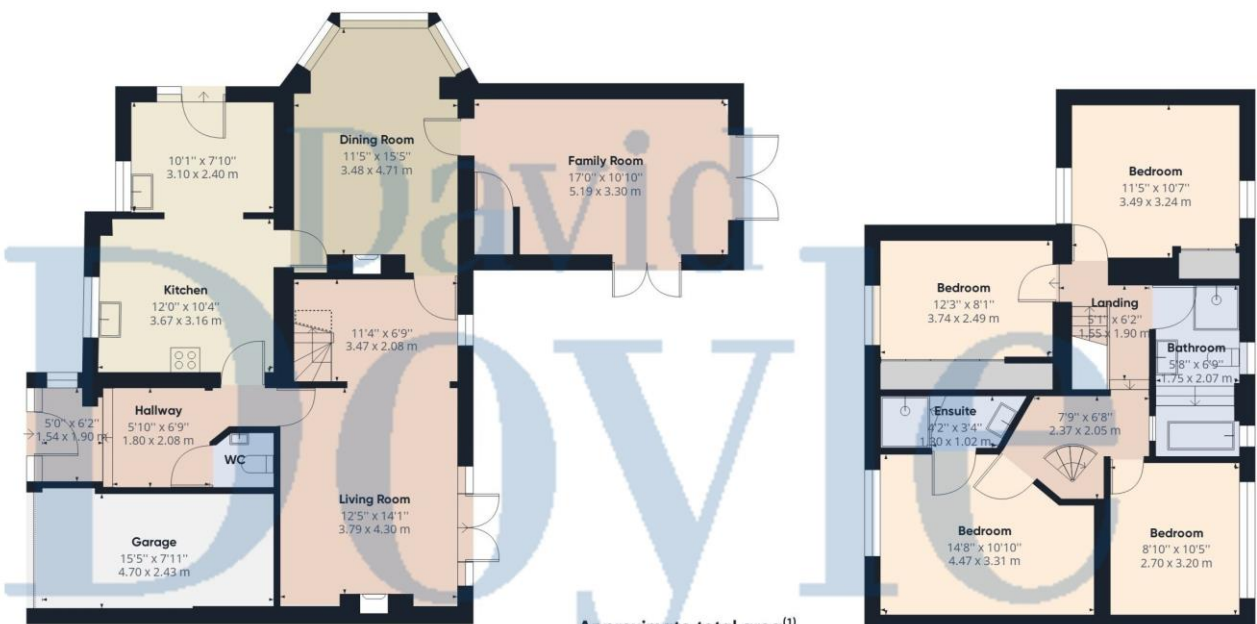 Dining Room
11'5" x 15'5"
3.48 x 4.71 m
10'1" x 7'10"
3.10 x 2.40 m
Family Room
17'0" x 10'10"
5.19 x 3.30 m
Kitchen
12'0" x 10'4"
3.67 x 3.16 m
11'4" x 6'9"
3.47 x 2.08 m
Hallway
5'10" x 6'9"
1.80 x 2.08 m
5'0" x 6'2"
1.54 x 1.90 m
WC
Living Room
12'5" x 14'1"
3.79 x 4.30 m
Garage
15'5" x 7'11"
4.70 x 2.43 m
Bedroom
11'5" x 10'7"
3.49 x 3.24 m
Bedroom
12'3" x 8'1"
3.74 x 2.49 m
Landing
5'1" x 6'2"
1.55 x 1.90 m
Bathroom
5'8" x 6'9"
1.75 x 2.07 m
Ensuite
4'2" x 3'4"
1.30 x 1.02 m
7'9" x 6'8"
2.37 x 2.05 m
Bedroom
14'8" x 10'10"
4.47 x 3.31 m
Bedroom
8'10" x 10'5"
2.70 x 3.20 m
David
Doyle
Approximate total area(1)